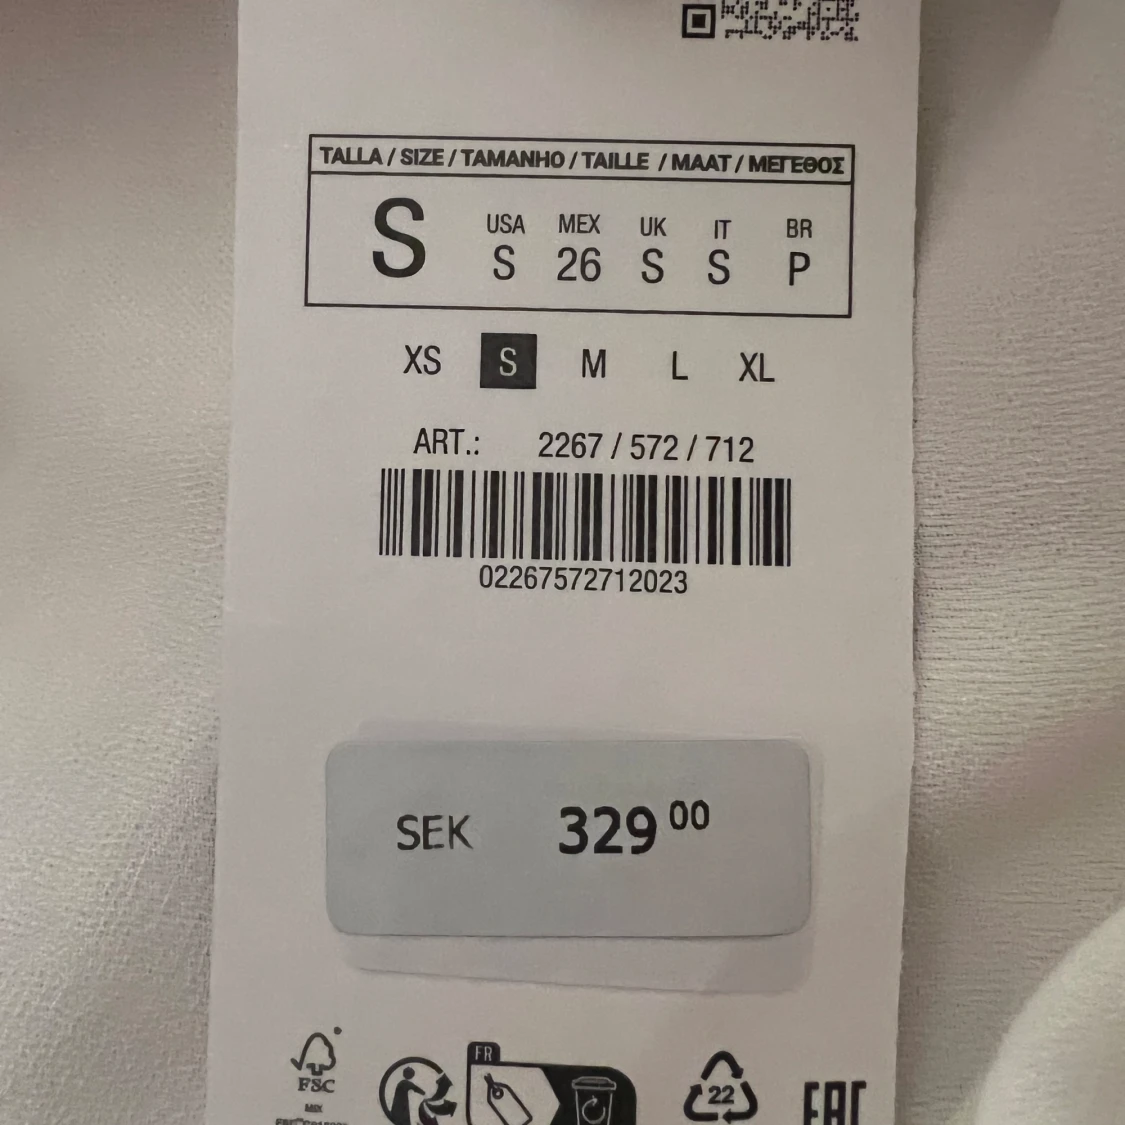 TALLA / SIZE / TAMANHO / TAILLE / MAAT / ΜΕΓΕΘΟΣ
S
USA MEX UK IT BR
S 26 S S P
XS S M L XL
ART.: 2267 / 572 / 712
02267572712023
SEK 329 00
FSC
MIX
FR
22
EAC